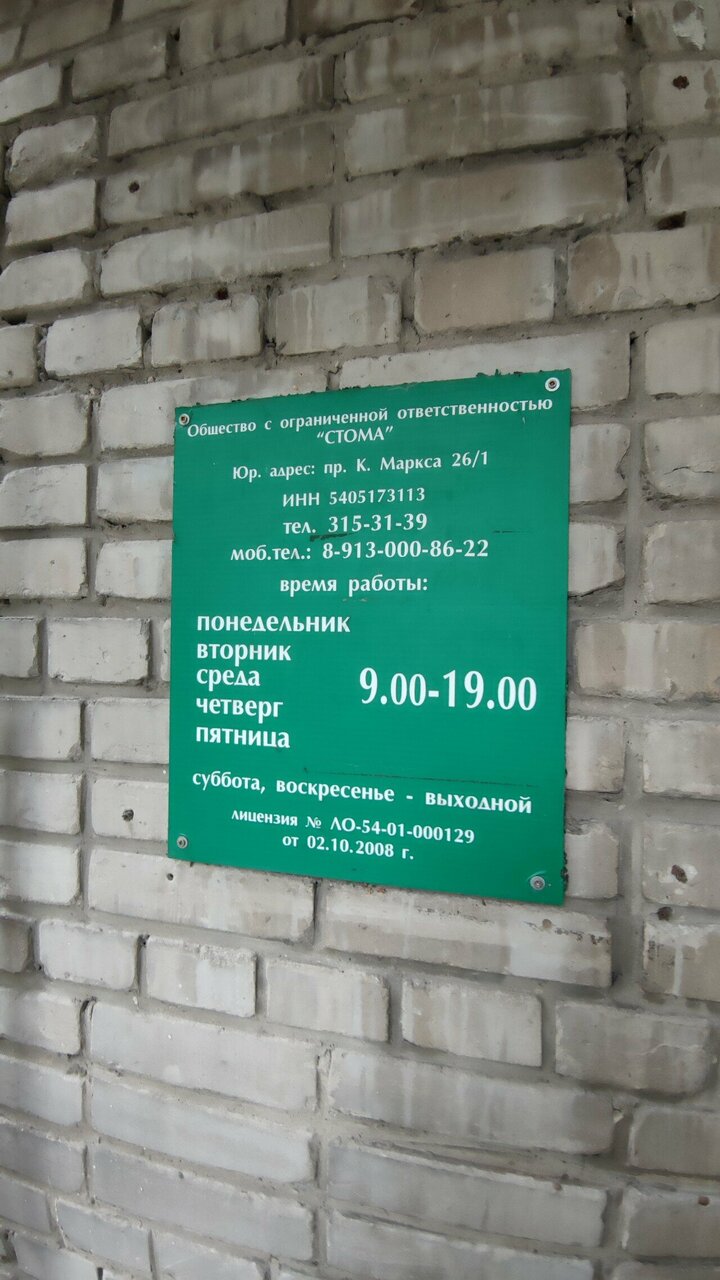 Общество с ограниченной ответственностью
“СТОМА”
Юр. адрес: пр. К. Маркса 26/1
ИНН 5405173113
тел. 315-31-39
моб.тел.: 8-913-000-86-22
время работы:
понедельник
вторник
среда
9.00-19.00
четверг
пятница
суббота, воскресенье - выходной
лицензия № ЛО-54-01-000129
от 02.10.2008 г.